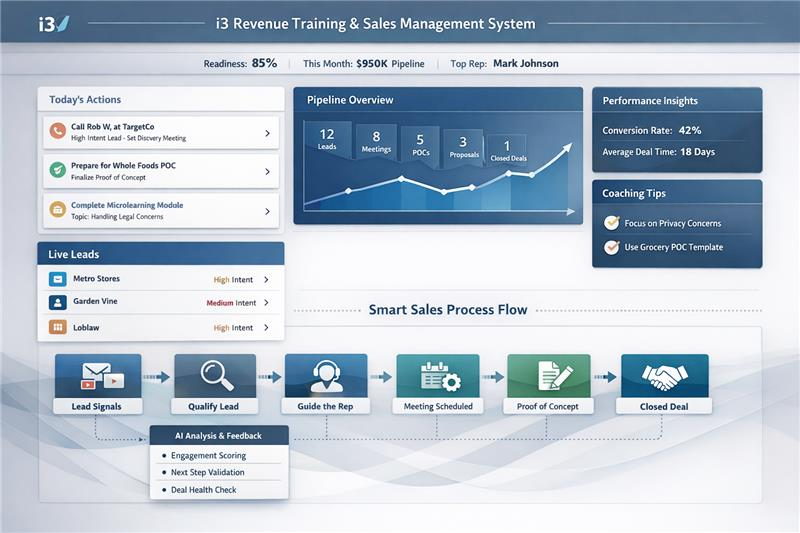 i3
i3 Revenue Training & Sales Management System
Readiness: 85% | This Month: $950K Pipeline | Top Rep: Mark Johnson
Today's Actions
Call Rob W, at TargetCo
High Intent Lead - Set Discvery Meeting
Prepare for Whole Foods POC
Finalize Proof of Concept
Complete Microlearning Module
Topic: Handling Legal Concerns
Pipeline Overview
12
Leads
8
Meetings
5
POCs
3
Proposals
1
Closed Deals
Performance Insights
Conversion Rate: 42%
Average Deal Time: 18 Days
Coaching Tips
Focus on Privacy Concerns
Use Grocery POC Template
Live Leads
Metro Stores High Intent
Garden Vine Medium Intent
Loblaw High Intent
Smart Sales Process Flow
Lead Signals
Qualify Lead
Guide the Rep
Meeting Scheduled
Proof of Concept
Closed Deal
AI Analysis & Feedback
• Engagement Scoring
• Next Step Validation
• Deal Health Check